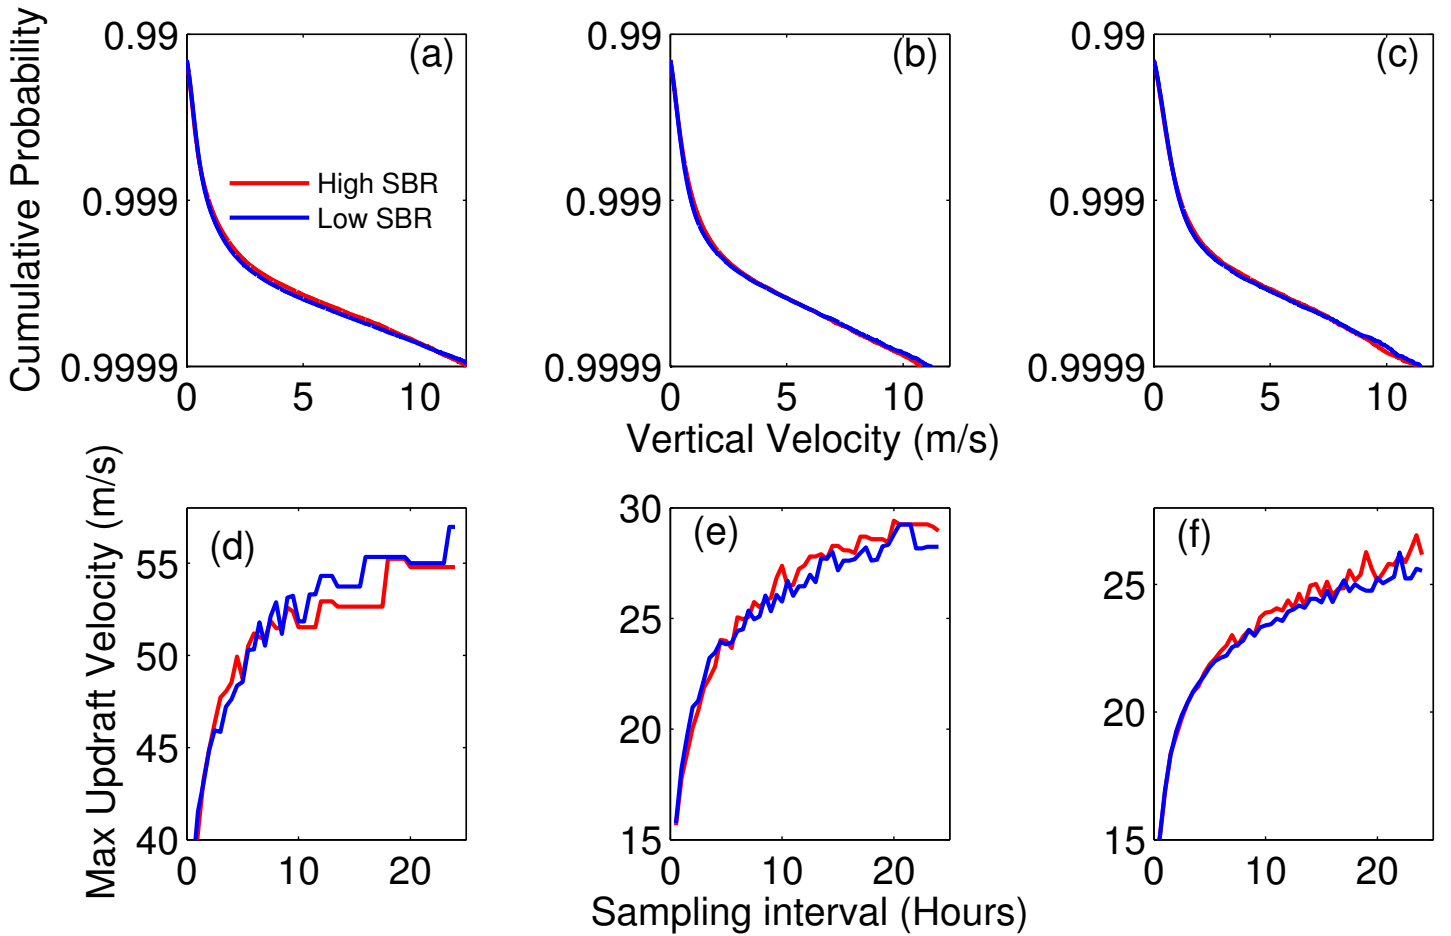 Cumulative Probability
0.99
0.999
0.9999
0 5 10
(a)
High SBR
Low SBR
0.99
0.999
0.9999
0 5 10
(b)
0.99
0.999
0.9999
0 5 10
(c)
Vertical Velocity (m/s)
Max Updraft Velocity (m/s)
55
50
45
40
0 10 20
(d)
30
25
20
15
0 10 20
(e)
25
20
15
0 10 20
(f)
Sampling interval (Hours)